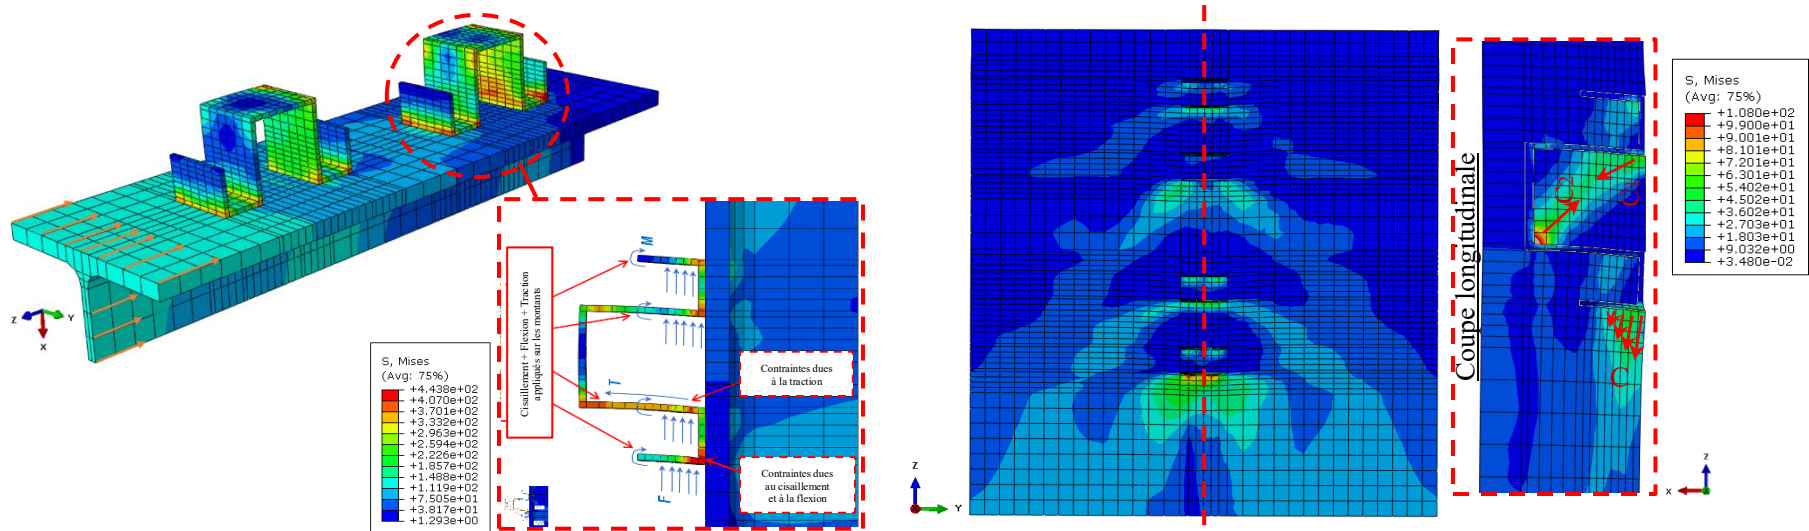 Z
Y
X
Cisaillement + Flexion + Traction
appliqués sur les montants
M
T
F
Contraintes dues
à la traction
Contraintes dues
au cisaillement
et à la flexion
S, Mises
(Avg: 75%)
+4.438e+02
+4.070e+02
+3.701e+02
+3.332e+02
+2.963e+02
+2.594e+02
+2.226e+02
+1.857e+02
+1.488e+02
+1.119e+02
+7.505e+01
+3.817e+01
+1.293e+00
Z
X
Y
Coupe longitudinale
C2
C
Z
X
Y
S, Mises
(Avg: 75%)
+1.080e+02
+9.900e+01
+9.001e+01
+8.101e+01
+7.201e+01
+6.301e+01
+5.402e+01
+4.502e+01
+3.602e+01
+2.703e+01
+1.803e+01
+9.032e+00
+3.480e-02